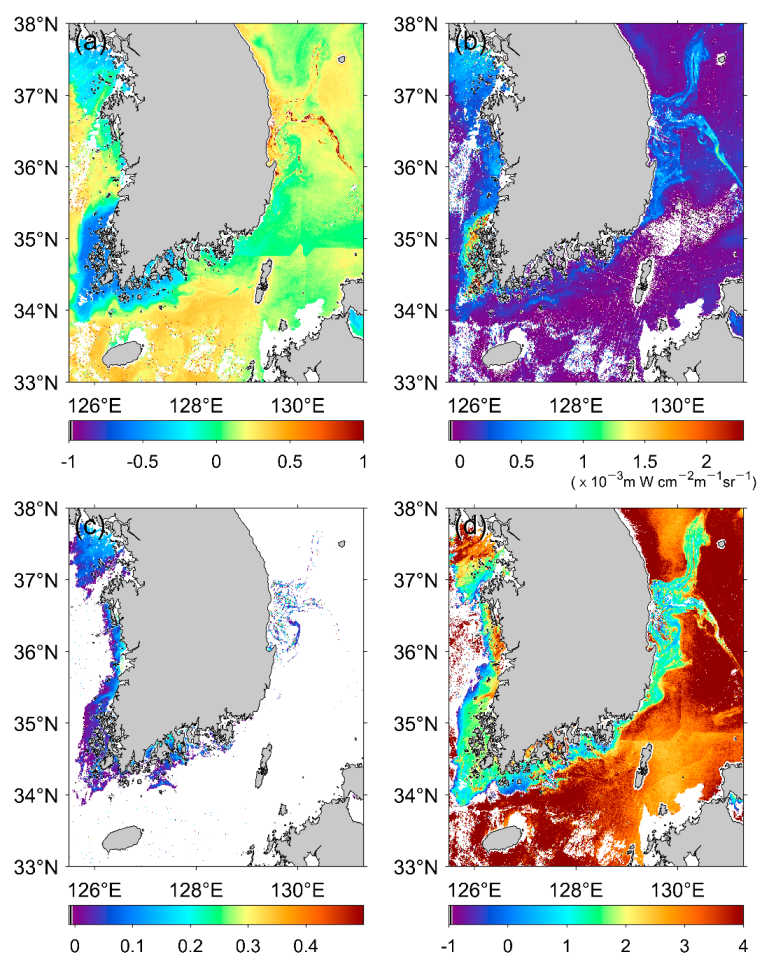 (a)
(b)
38°N
37°N
36°N
35°N
34°N
33°N
126°E 128°E 130°E
-1 -0.5 0 0.5 1
38°N
37°N
36°N
35°N
34°N
33°N
126°E 128°E 130°E
0 0.5 1 1.5 2
( × 10⁻³m W cm⁻²m⁻¹sr⁻¹)
(c)
(d)
38°N
37°N
36°N
35°N
34°N
33°N
126°E 128°E 130°E
0 0.1 0.2 0.3 0.4
38°N
37°N
36°N
35°N
34°N
33°N
126°E 128°E 130°E
-1 0 1 2 3 4